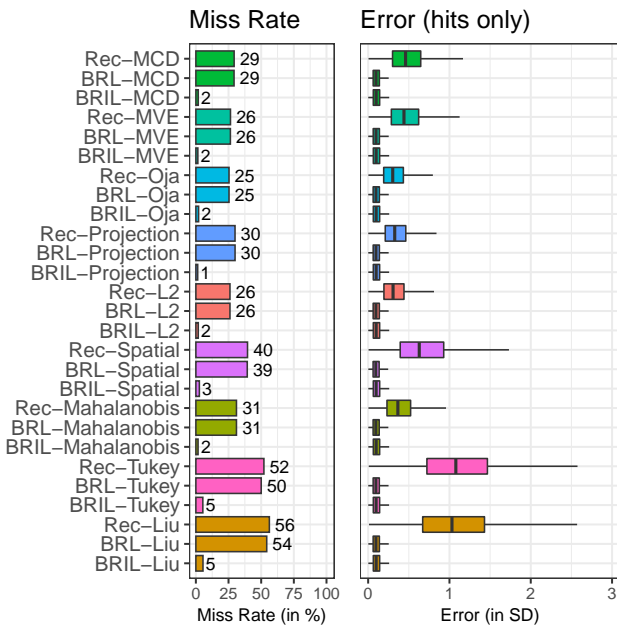 Miss Rate Error (hits only)
Rec−MCD 29
BRL−MCD 29
BRIL−MCD 2
Rec−MVE 26
BRL−MVE 26
BRIL−MVE 2
Rec−Oja 25
BRL−Oja 25
BRIL−Oja 2
Rec−Projection 30
BRL−Projection 30
BRIL−Projection 1
Rec−L2 26
BRL−L2 26
BRIL−L2 2
Rec−Spatial 40
BRL−Spatial 39
BRIL−Spatial 3
Rec−Mahalanobis 31
BRL−Mahalanobis 31
BRIL−Mahalanobis 2
Rec−Tukey 52
BRL−Tukey 50
BRIL−Tukey 5
Rec−Liu 56
BRL−Liu 54
BRIL−Liu 5
0 25 50 75 100 0 1 2 3
Miss Rate (in %) Error (in SD)